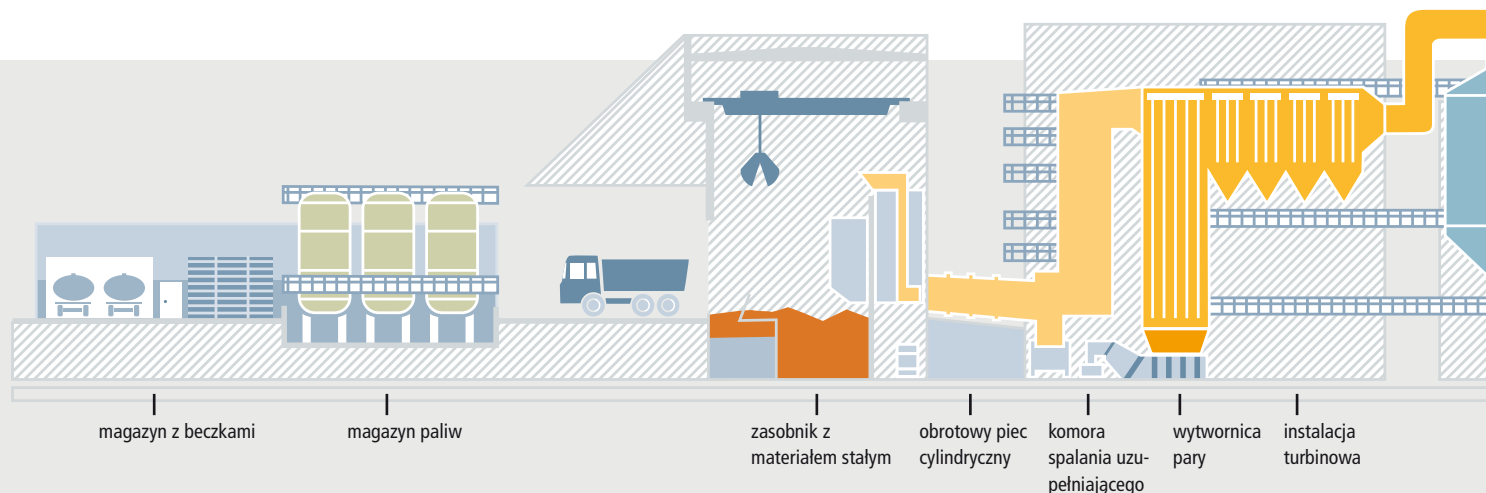 magazyn z beczkami
magazyn paliw
zasobnik z
materiałem stałym
obrotowy piec
cylindryczny
komora
spalania uzu-
pełniającego
wytwornica
pary
instalacja
turbinowa